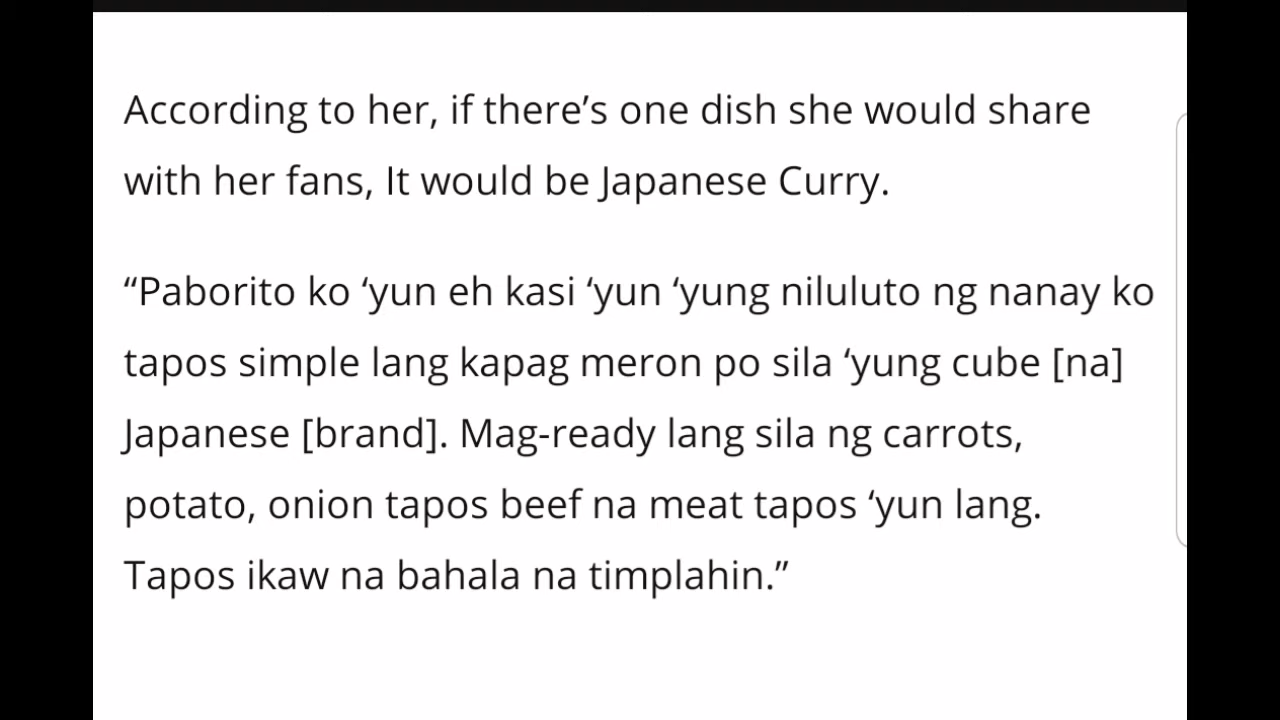 According to her, if there’s one dish she would share
with her fans, It would be Japanese Curry.
“Paborito ko ‘yun eh kasi ‘yun ‘yung niluluto ng nanay ko
tapos simple lang kapag meron po sila ‘yung cube [na]
Japanese [brand]. Mag-ready lang sila ng carrots,
potato, onion tapos beef na meat tapos ‘yun lang.
Tapos ikaw na bahala na timplahin.”